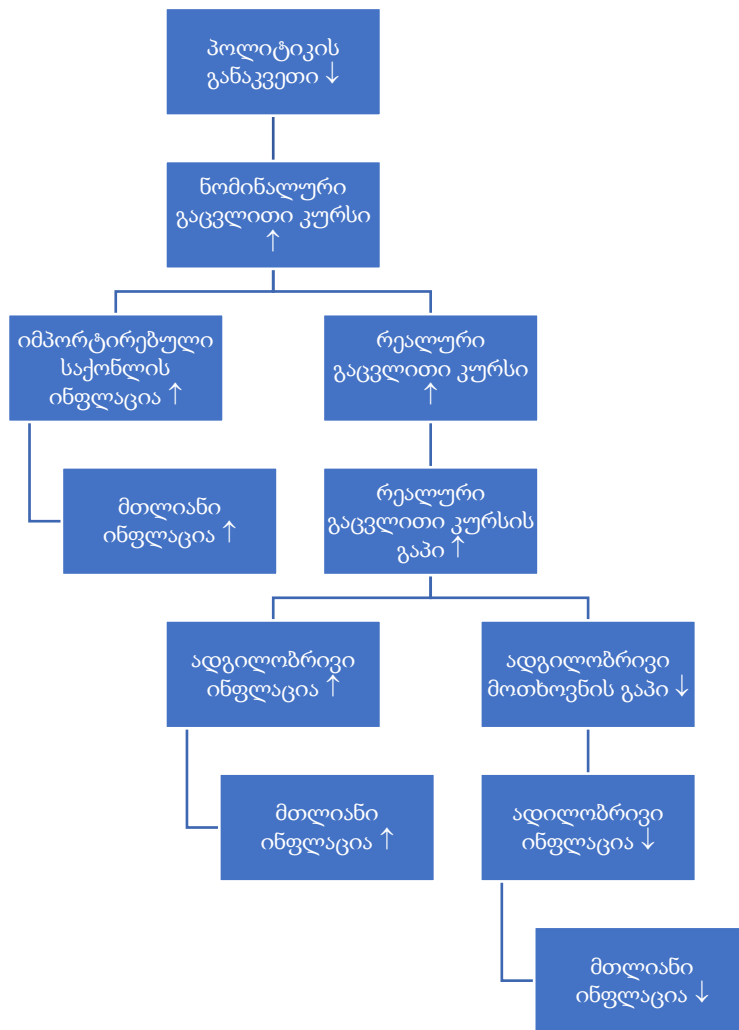 პოლიტიკის
განაკვეთი ↓
ნომინალური
გაცვლითი კურსი
↑
იმპორტირებული
საქონლის
ინფლაცია ↑
რეალური
გაცვლითი კურსი
↑
მთლიანი
ინფლაცია ↑
რეალური
გაცვლითი კურსის
გაპი ↑
ადგილობრივი
ინფლაცია ↑
ადგილობრივი
მოთხოვნის გაპი ↓
მთლიანი
ინფლაცია ↑
ადილობრივი
ინფლაცია ↓
მთლიანი
ინფლაცია ↓